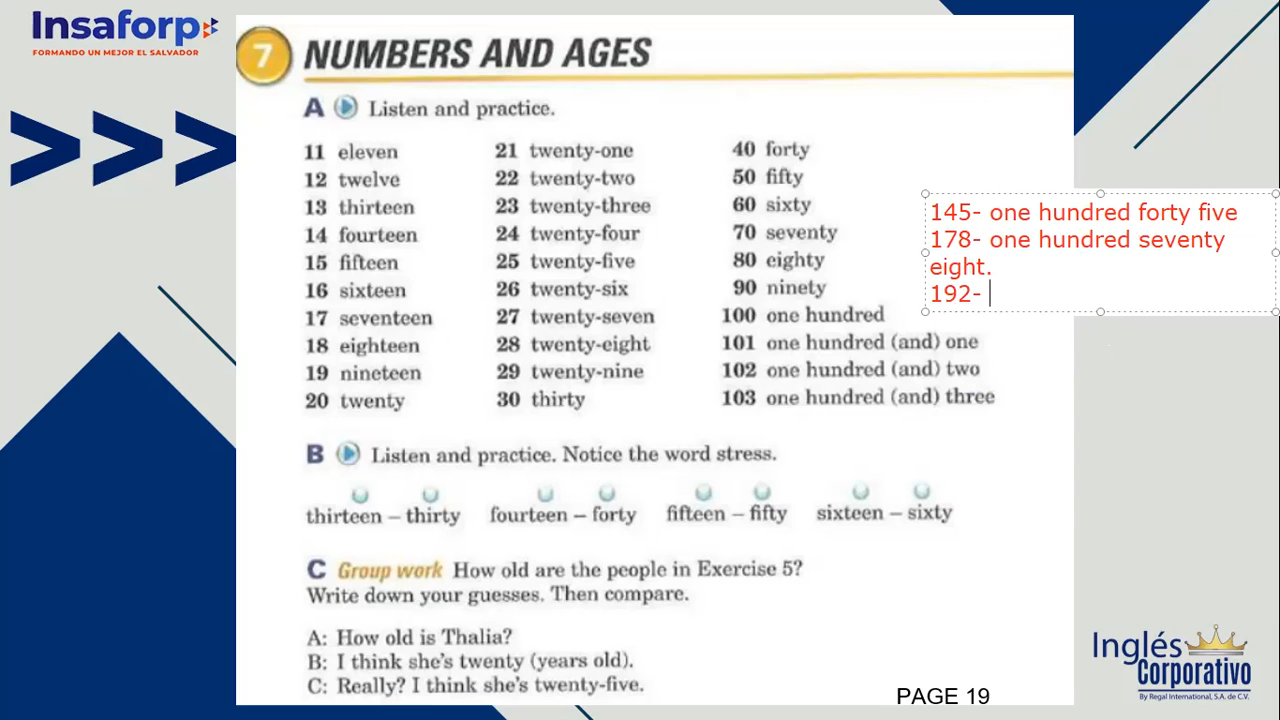 Insaforp
FORMANDO UN MEJOR EL SALVADOR
7 NUMBERS AND AGES
A Listen and practice.
11 eleven
12 twelve
13 thirteen
14 fourteen
15 fifteen
16 sixteen
17 seventeen
18 eighteen
19 nineteen
20 twenty
21 twenty-one
22 twenty-two
23 twenty-three
24 twenty-four
25 twenty-five
26 twenty-six
27 twenty-seven
28 twenty-eight
29 twenty-nine
30 thirty
40 forty
50 fifty
60 sixty
70 seventy
80 eighty
90 ninety
100 one hundred
101 one hundred (and) one
102 one hundred (and) two
103 one hundred (and) three
145- one hundred forty five
178- one hundred seventy
eight.
192-
B Listen and practice. Notice the word stress.
thirteen – thirty fourteen – forty fifteen – fifty sixteen – sixty
C Group work How old are the people in Exercise 5?
Write down your guesses. Then compare.
A: How old is Thalia?
B: I think she's twenty (years old).
C: Really? I think she's twenty-five.
PAGE 19
Inglés
Corporativo
By Regal International, S.A. de C.V.